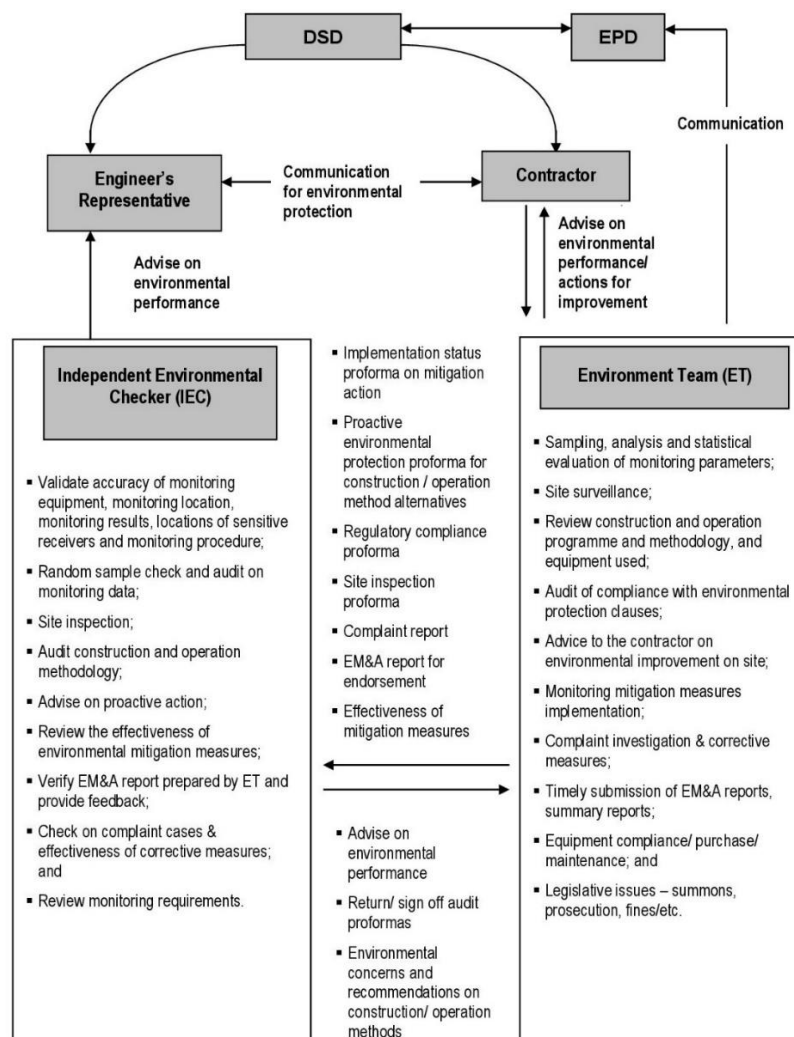 DSD
EPD
Communication
Engineer's
Representative
Communication
for environmental
protection
Contractor
Advise on
environmental
performance
Advise on
environmental
performance/
actions for
improvement
Independent Environmental
Checker (IEC)
▪ Validate accuracy of monitoring
equipment, monitoring location,
monitoring results, locations of sensitive
receivers and monitoring procedure;
▪ Random sample check and audit on
monitoring data;
▪ Site inspection;
▪ Audit construction and operation
methodology;
▪ Advise on proactive action;
▪ Review the effectiveness of
environmental mitigation measures;
▪ Verify EM&A report prepared by ET and
provide feedback;
▪ Check on complaint cases &
effectiveness of corrective measures;
and
▪ Review monitoring requirements.
▪ Implementation status
proforma on mitigation
action
▪ Proactive
environmental
protection proforma for
construction / operation
method alternatives
▪ Regulatory compliance
proforma
▪ Site inspection
proforma
▪ Complaint report
▪ EM&A report for
endorsement
▪ Effectiveness of
mitigation measures
▪ Advise on
environmental
performance
▪ Return/ sign off audit
proformas
▪ Environmental
concerns and
recommendations on
construction/ operation
methods
Environment Team (ET)
▪ Sampling, analysis and statistical
evaluation of monitoring parameters;
▪ Site surveillance;
▪ Review construction and operation
programme and methodology, and
equipment used;
▪ Audit of compliance with environmental
protection clauses;
▪ Advice to the contractor on
environmental improvement on site;
▪ Monitoring mitigation measures
implementation;
▪ Complaint investigation & corrective
measures;
▪ Timely submission of EM&A reports,
summary reports;
▪ Equipment compliance/ purchase/
maintenance; and
▪ Legislative issues – summons,
prosecution, fines/etc.